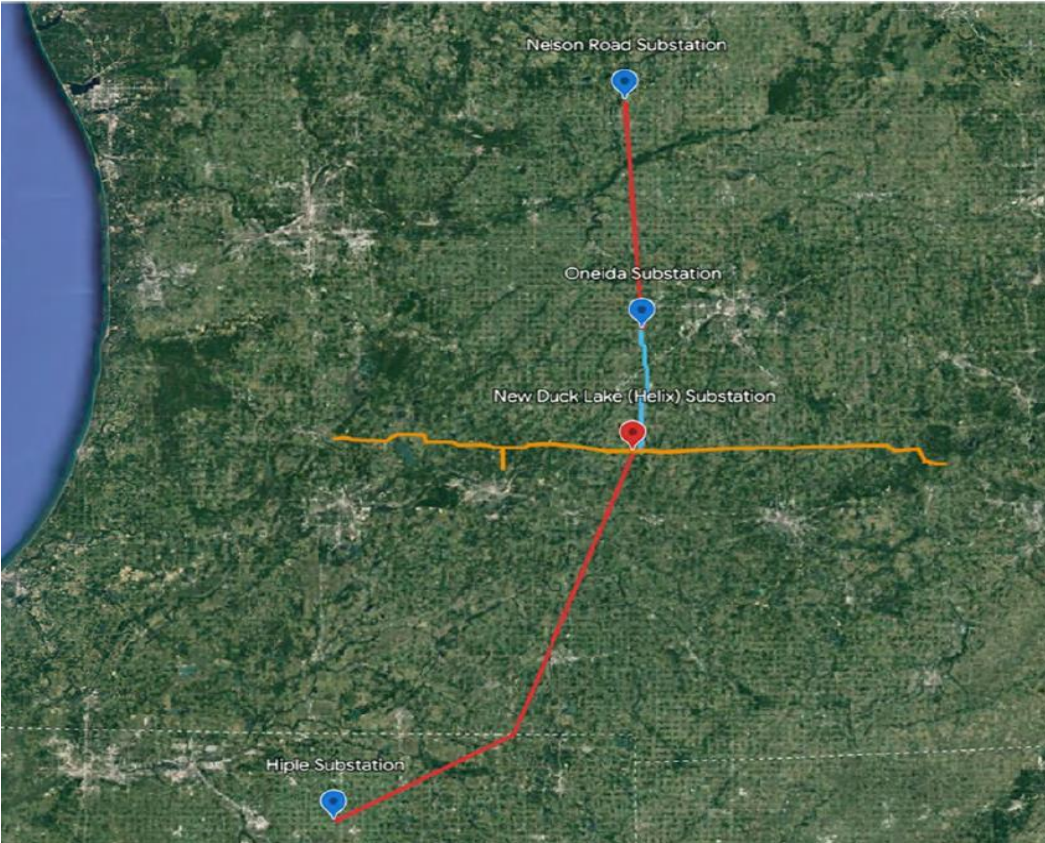 Nelson Road Substation
Oneida Substation
New Duck Lake (Helix) Substation
Hiple Substation